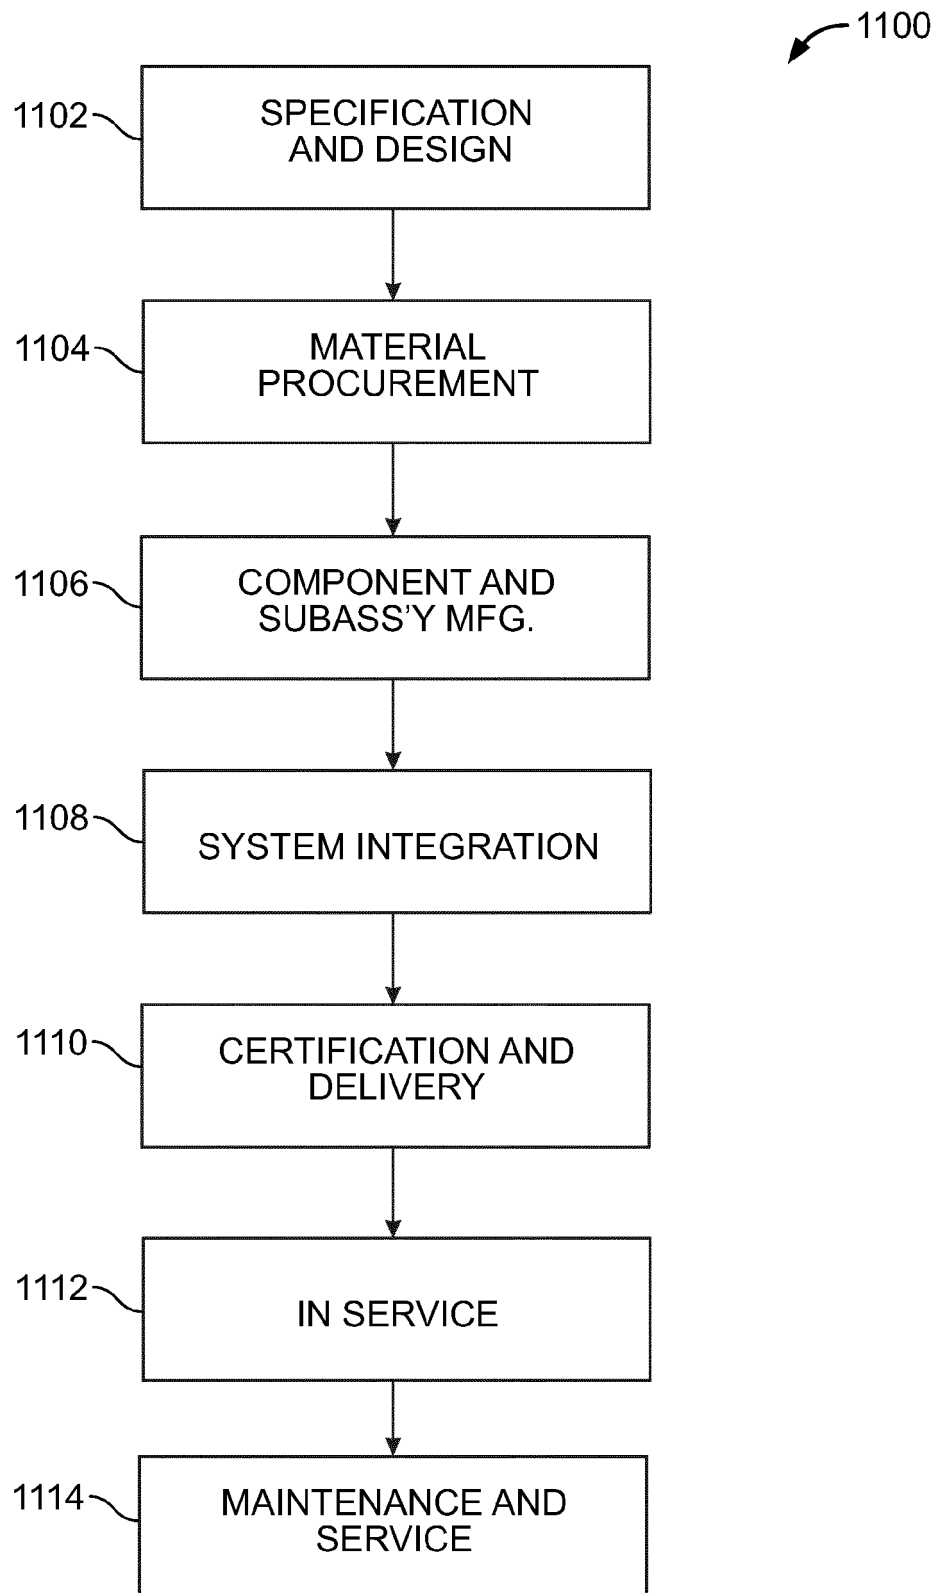 1100
1102
SPECIFICATION
AND DESIGN
1104
MATERIAL
PROCUREMENT
1106
COMPONENT AND
SUBASS’Y MFG.
1108
SYSTEM INTEGRATION
1110
CERTIFICATION AND
DELIVERY
1112
IN SERVICE
1114
MAINTENANCE AND
SERVICE